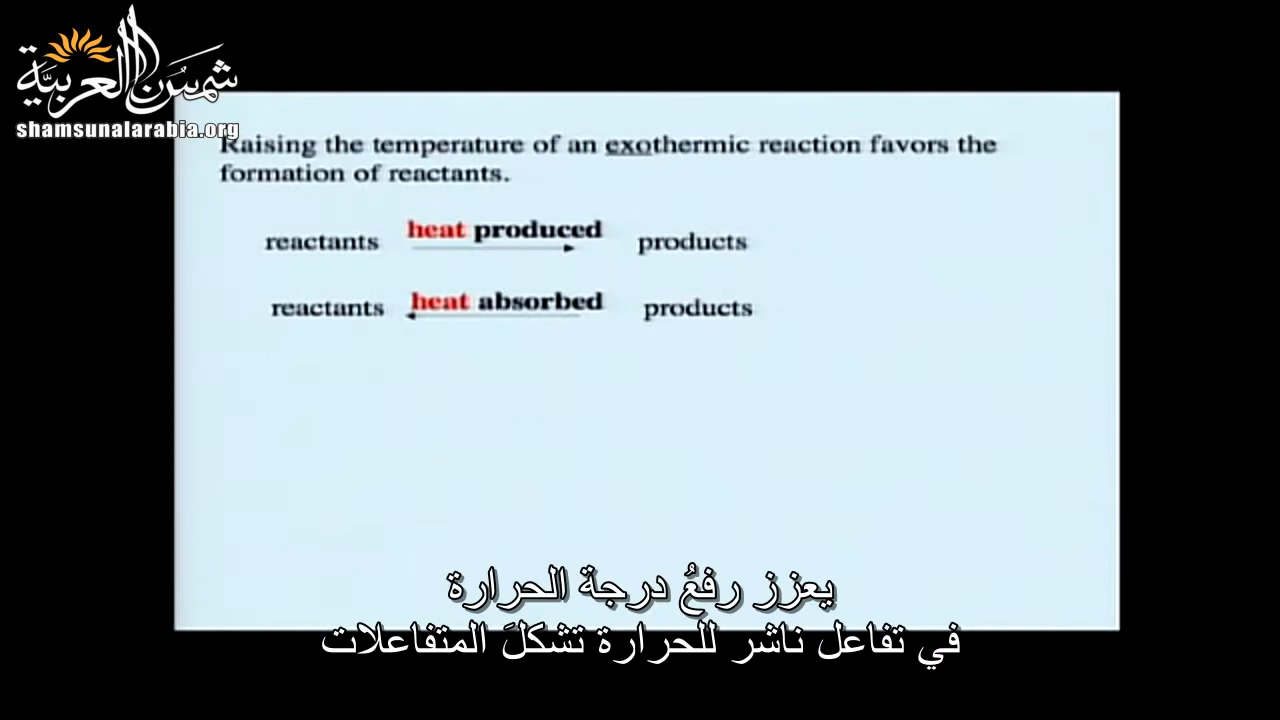 شمس العربية
shamsunalarabia.org
Raising the temperature of an exothermic reaction favors the
formation of reactants.
reactants heat produced products
reactants heat absorbed products
يعزز رفعُ درجة الحرارة
في تفاعل ناشر للحرارة تشكلَ المتفاعلات